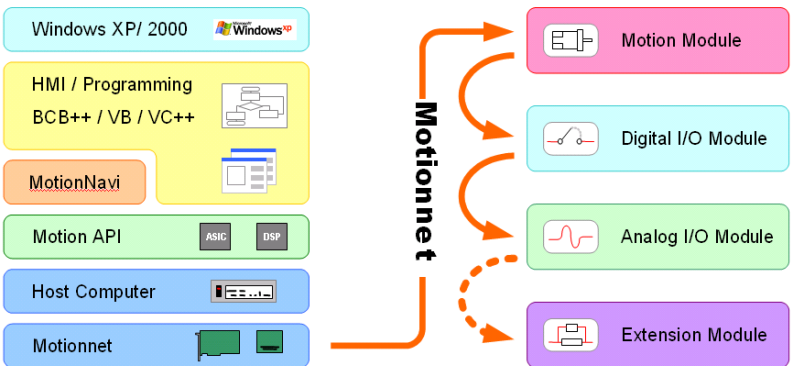 Windows XP/ 2000
Microsoft
Windows xp
HMI / Programming
BCB++ / VB / VC++
MotionNavi
Motion API
ASIC
DSP
Host Computer
Motionnet
Motionnet
Motion Module
Digital I/O Module
Analog I/O Module
Extension Module